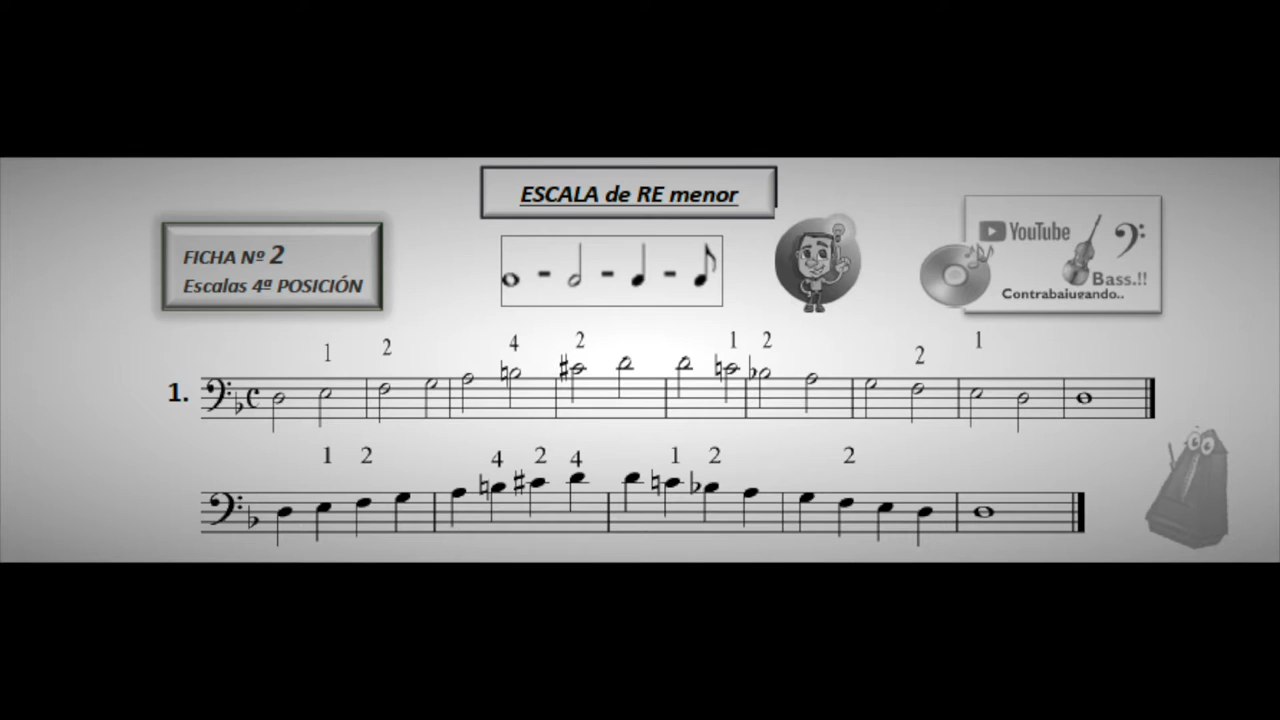 ESCALA de RE menor
FICHA Nº 2
Escalas 4ª POSICIÓN
YouTube
Bass.!!
Contrabajugando..
1 2 4 2 1 2 2 1
1.
1 2 4 2 4 1 2 2